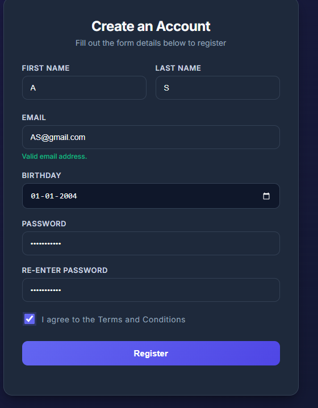 Create an Account
Fill out the form details below to register
FIRST NAME LAST NAME
A S
EMAIL
AS@gmail.com
Valid email address.
BIRTHDAY
01-01-2004
PASSWORD
•••••••••••
RE-ENTER PASSWORD
•••••••••••
I agree to the Terms and Conditions
Register